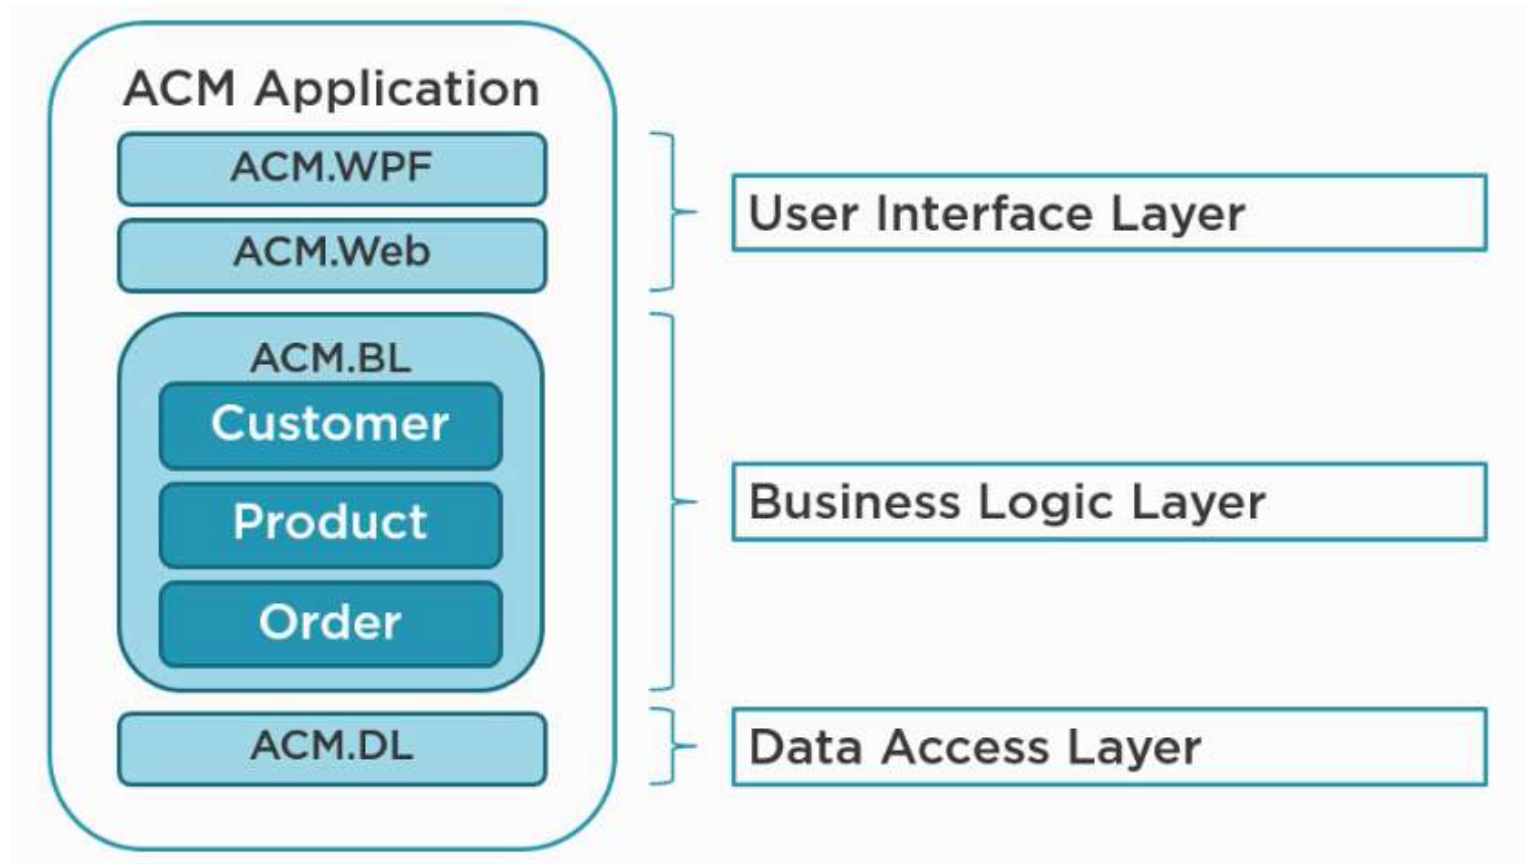 ACM Application
ACM.WPF
ACM.Web
User Interface Layer
ACM.BL
Customer
Product
Order
Business Logic Layer
ACM.DL
Data Access Layer